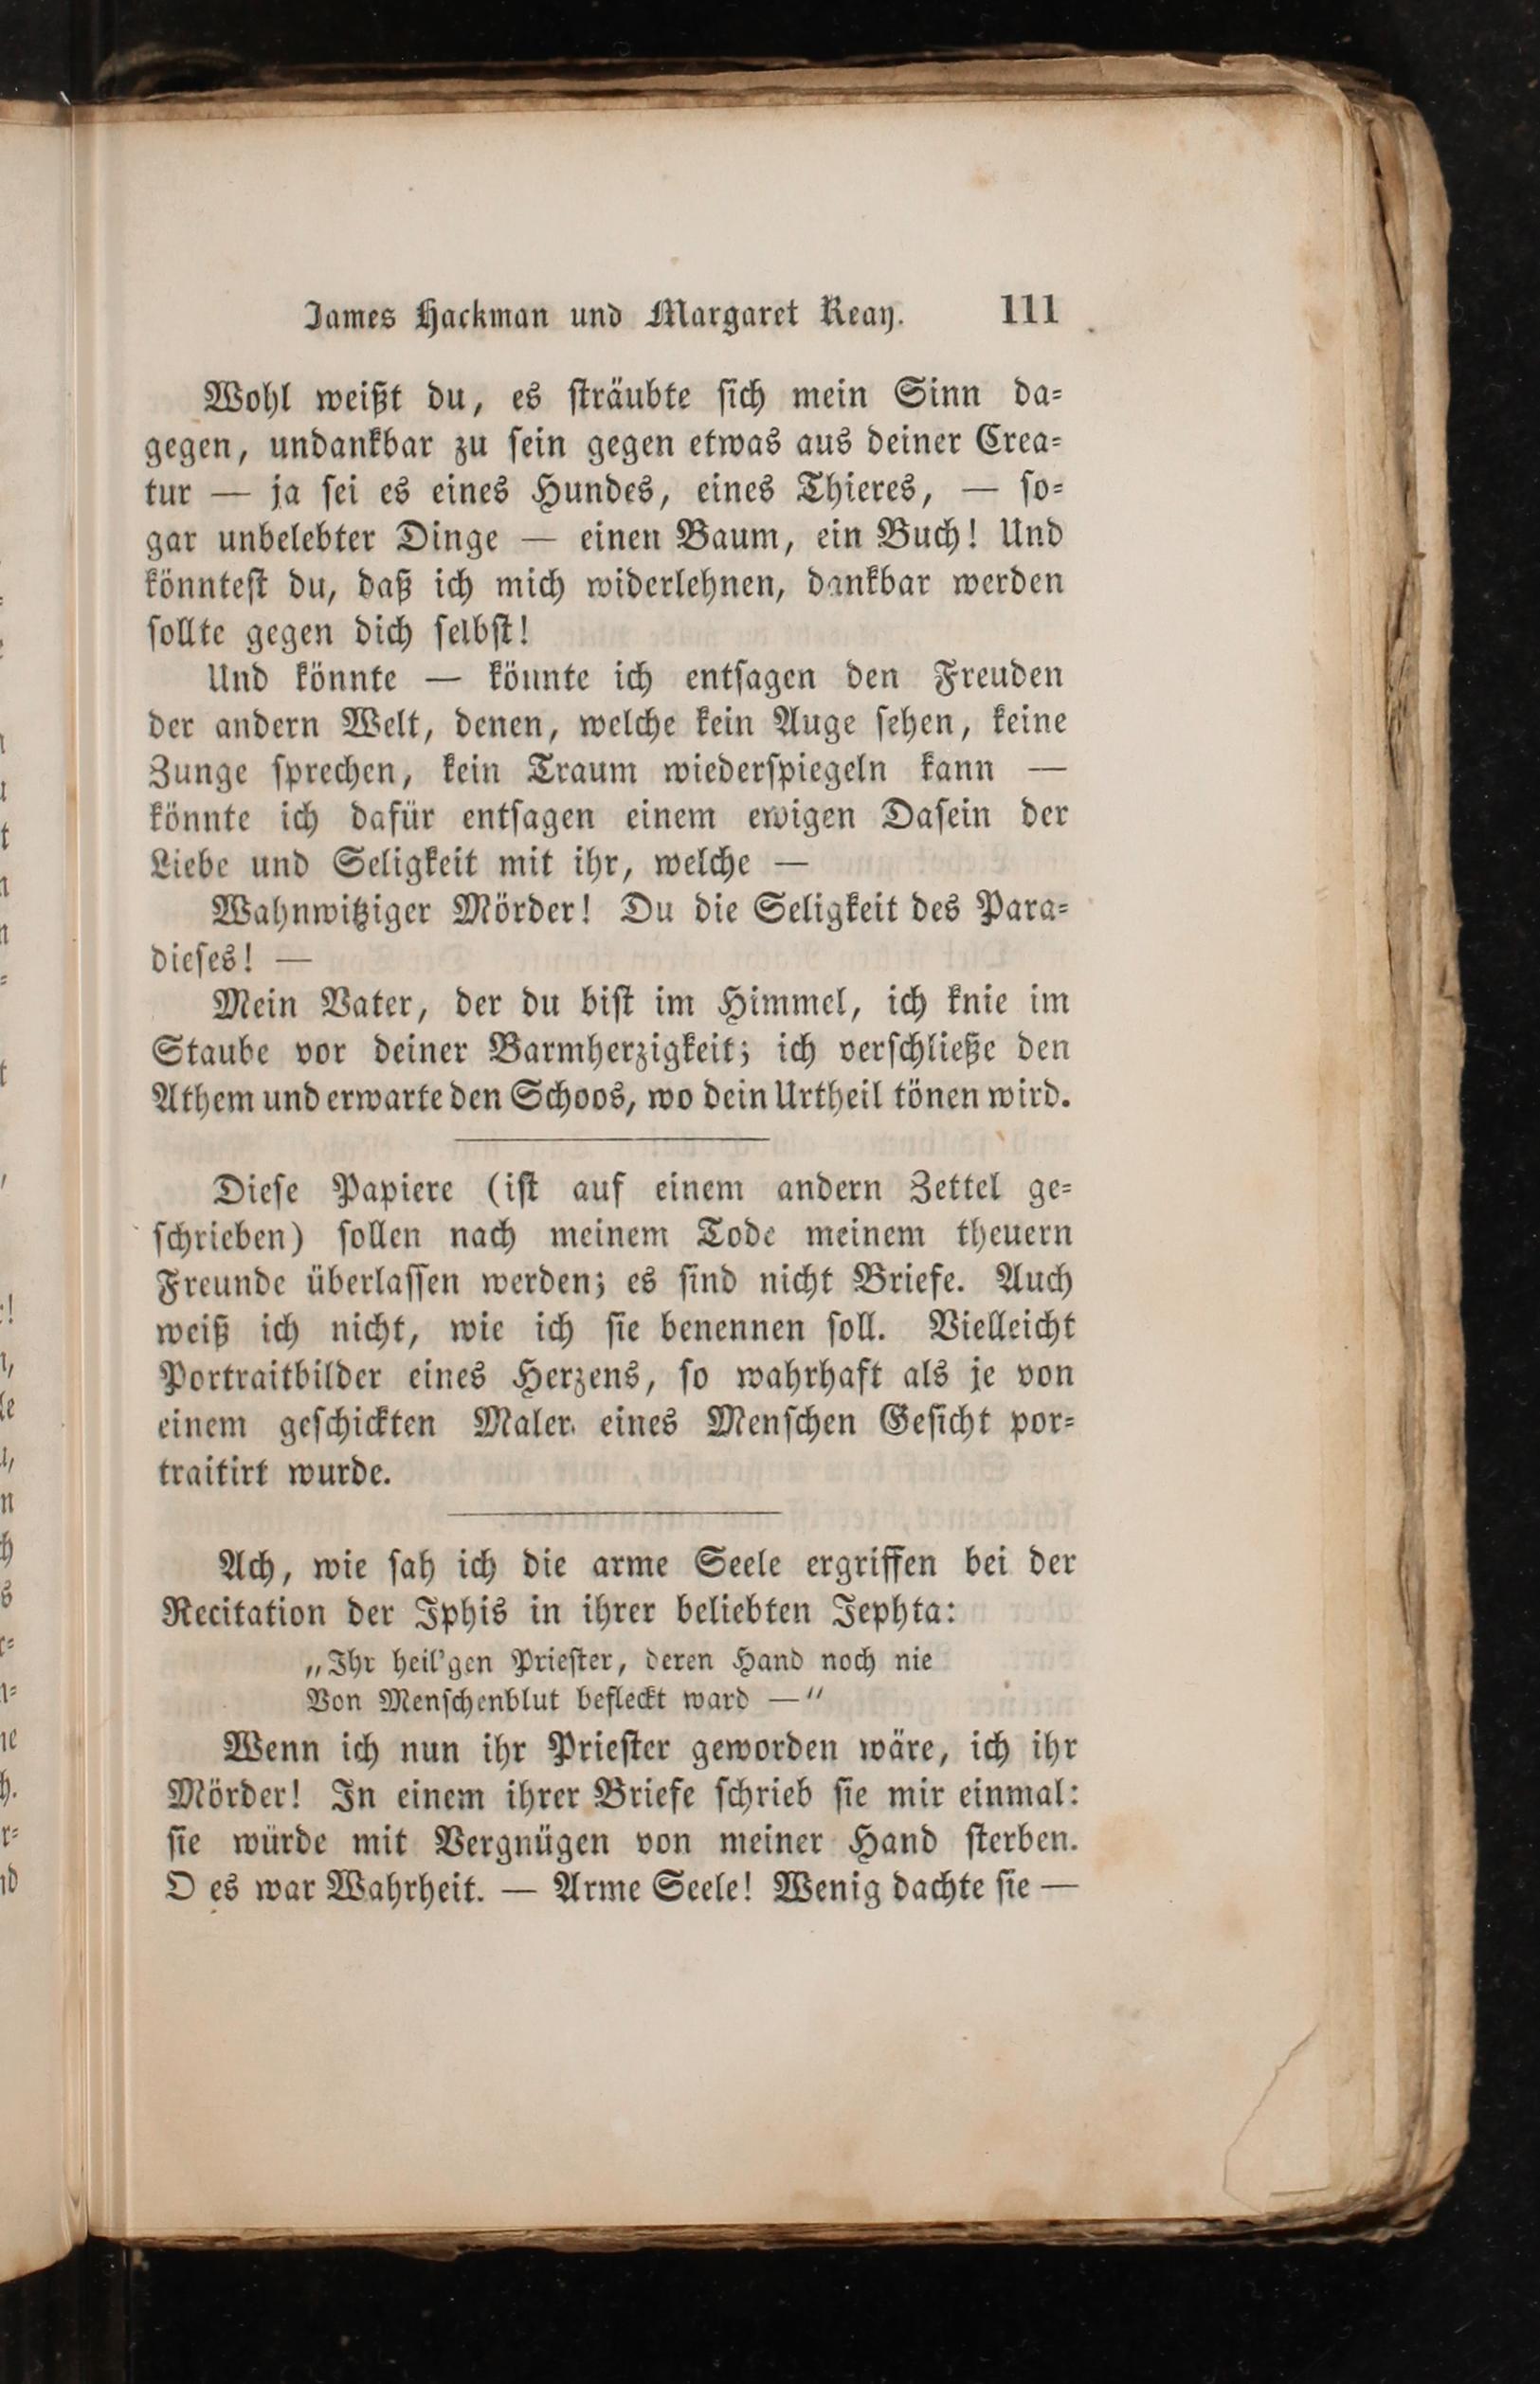 James Hackman und Margaret Reay. 111
Wohl weißt du, es sträubte sich mein Sinn da-
gegen, undankbar zu sein gegen etwas aus deiner Crea-
tur — ja sei es eines Hundes, eines Thieres, — so-
gar unbelebter Dinge — einen Baum, ein Buch! Und
könntest du, daß ich mich widerlehnen, dankbar werden
sollte gegen dich selbst!
Und könnte — könnte ich entsagen den Freuden
der andern Welt, denen, welche kein Auge sehen, keine
Zunge sprechen, kein Traum wiederspiegeln kann —
könnte ich dafür entsagen einem ewigen Dasein der
Liebe und Seligkeit mit ihr, welche —
Wahnwitziger Mörder! Du die Seligkeit des Para-
dieses! —
Mein Vater, der du bist im Himmel, ich knie im
Staube vor deiner Barmherzigkeit; ich verschließe den
Athem und erwarte den Schoos, wo dein Urtheil tönen wird.
Diese Papiere (ist auf einem andern Zettel ge-
schrieben) sollen nach meinem Tode meinem theuern
Freunde überlassen werden; es sind nicht Briefe. Auch
weiß ich nicht, wie ich sie benennen soll. Vielleicht
Portraitbilder eines Herzens, so wahrhaft als je von
einem geschickten Maler eines Menschen Gesicht por-
traitirt wurde.
Ach, wie sah ich die arme Seele ergriffen bei der
Recitation der Iphis in ihrer beliebten Jephta:
„Ihr heil'gen Priester, deren Hand noch nie
Von Menschenblut befleckt ward —"
Wenn ich nun ihr Priester geworden wäre, ich ihr
Mörder! In einem ihrer Briefe schrieb sie mir einmal:
sie würde mit Vergnügen von meiner Hand sterben.
O es war Wahrheit. — Arme Seele! Wenig dachte sie —